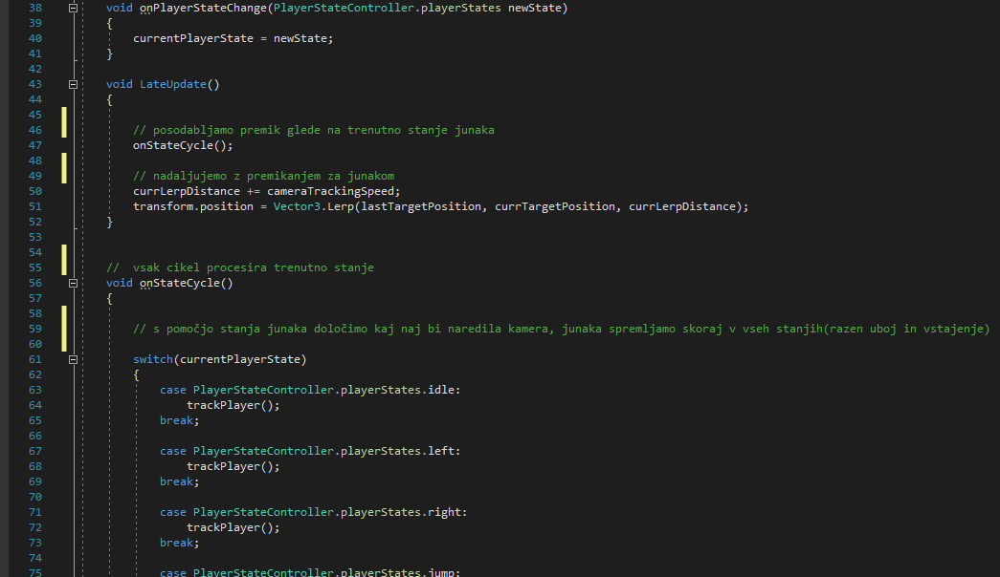 38 void onPlayerStateChange(PlayerStateController.playerStates newState)
39 {
40 currentPlayerState = newState;
41 }
42
43 void LateUpdate()
44 {
45
46 // posodabljamo premik glede na trenutno stanje junaka
47 onStateCycle();
48
49 // nadaljujemo z premikanjem za junakom
50 currLerpDistance += cameraTrackingSpeed;
51 transform.position = Vector3.Lerp(lastTargetPosition, currTargetPosition, currLerpDistance);
52 }
53
54
55 // vsak cikel procesira trenutno stanje
56 void onStateCycle()
57 {
58
59 // s pomočjo stanja junaka določimo kaj naj bi naredila kamera, junaka spremljamo skoraj v vseh stanjih(razen uboj in vstajenje)
60
61 switch(currentPlayerState)
62 {
63 case PlayerStateController.playerStates.idle:
64 trackPlayer();
65 break;
66
67 case PlayerStateController.playerStates.left:
68 trackPlayer();
69 break;
70
71 case PlayerStateController.playerStates.right:
72 trackPlayer();
73 break;
74
75 case PlayerStateController.playerStates.jump: